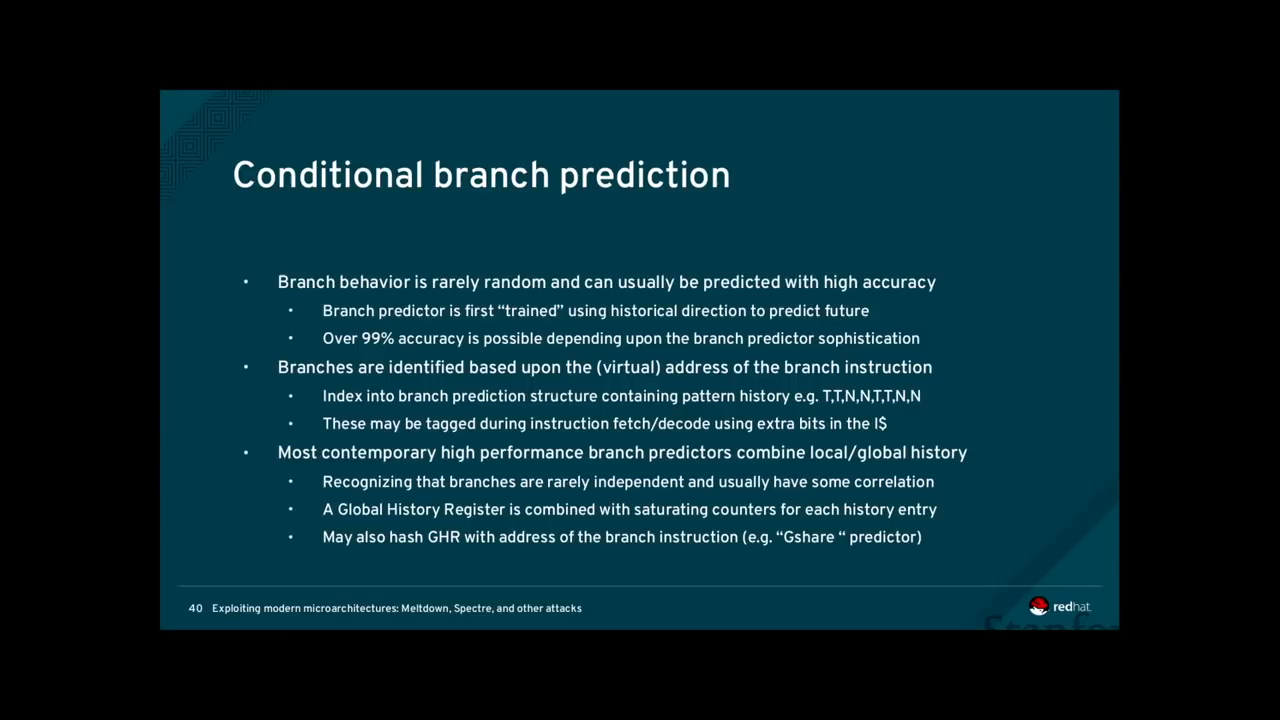 Conditional branch prediction
• Branch behavior is rarely random and can usually be predicted with high accuracy
• Branch predictor is first “trained” using historical direction to predict future
• Over 99% accuracy is possible depending upon the branch predictor sophistication
• Branches are identified based upon the (virtual) address of the branch instruction
• Index into branch prediction structure containing pattern history e.g. T,T,N,N,T,T,N,N
• These may be tagged during instruction fetch/decode using extra bits in the I$
• Most contemporary high performance branch predictors combine local/global history
• Recognizing that branches are rarely independent and usually have some correlation
• A Global History Register is combined with saturating counters for each history entry
• May also hash GHR with address of the branch instruction (e.g. “Gshare “ predictor)
40 Exploiting modern microarchitectures: Meltdown, Spectre, and other attacks
redhat.